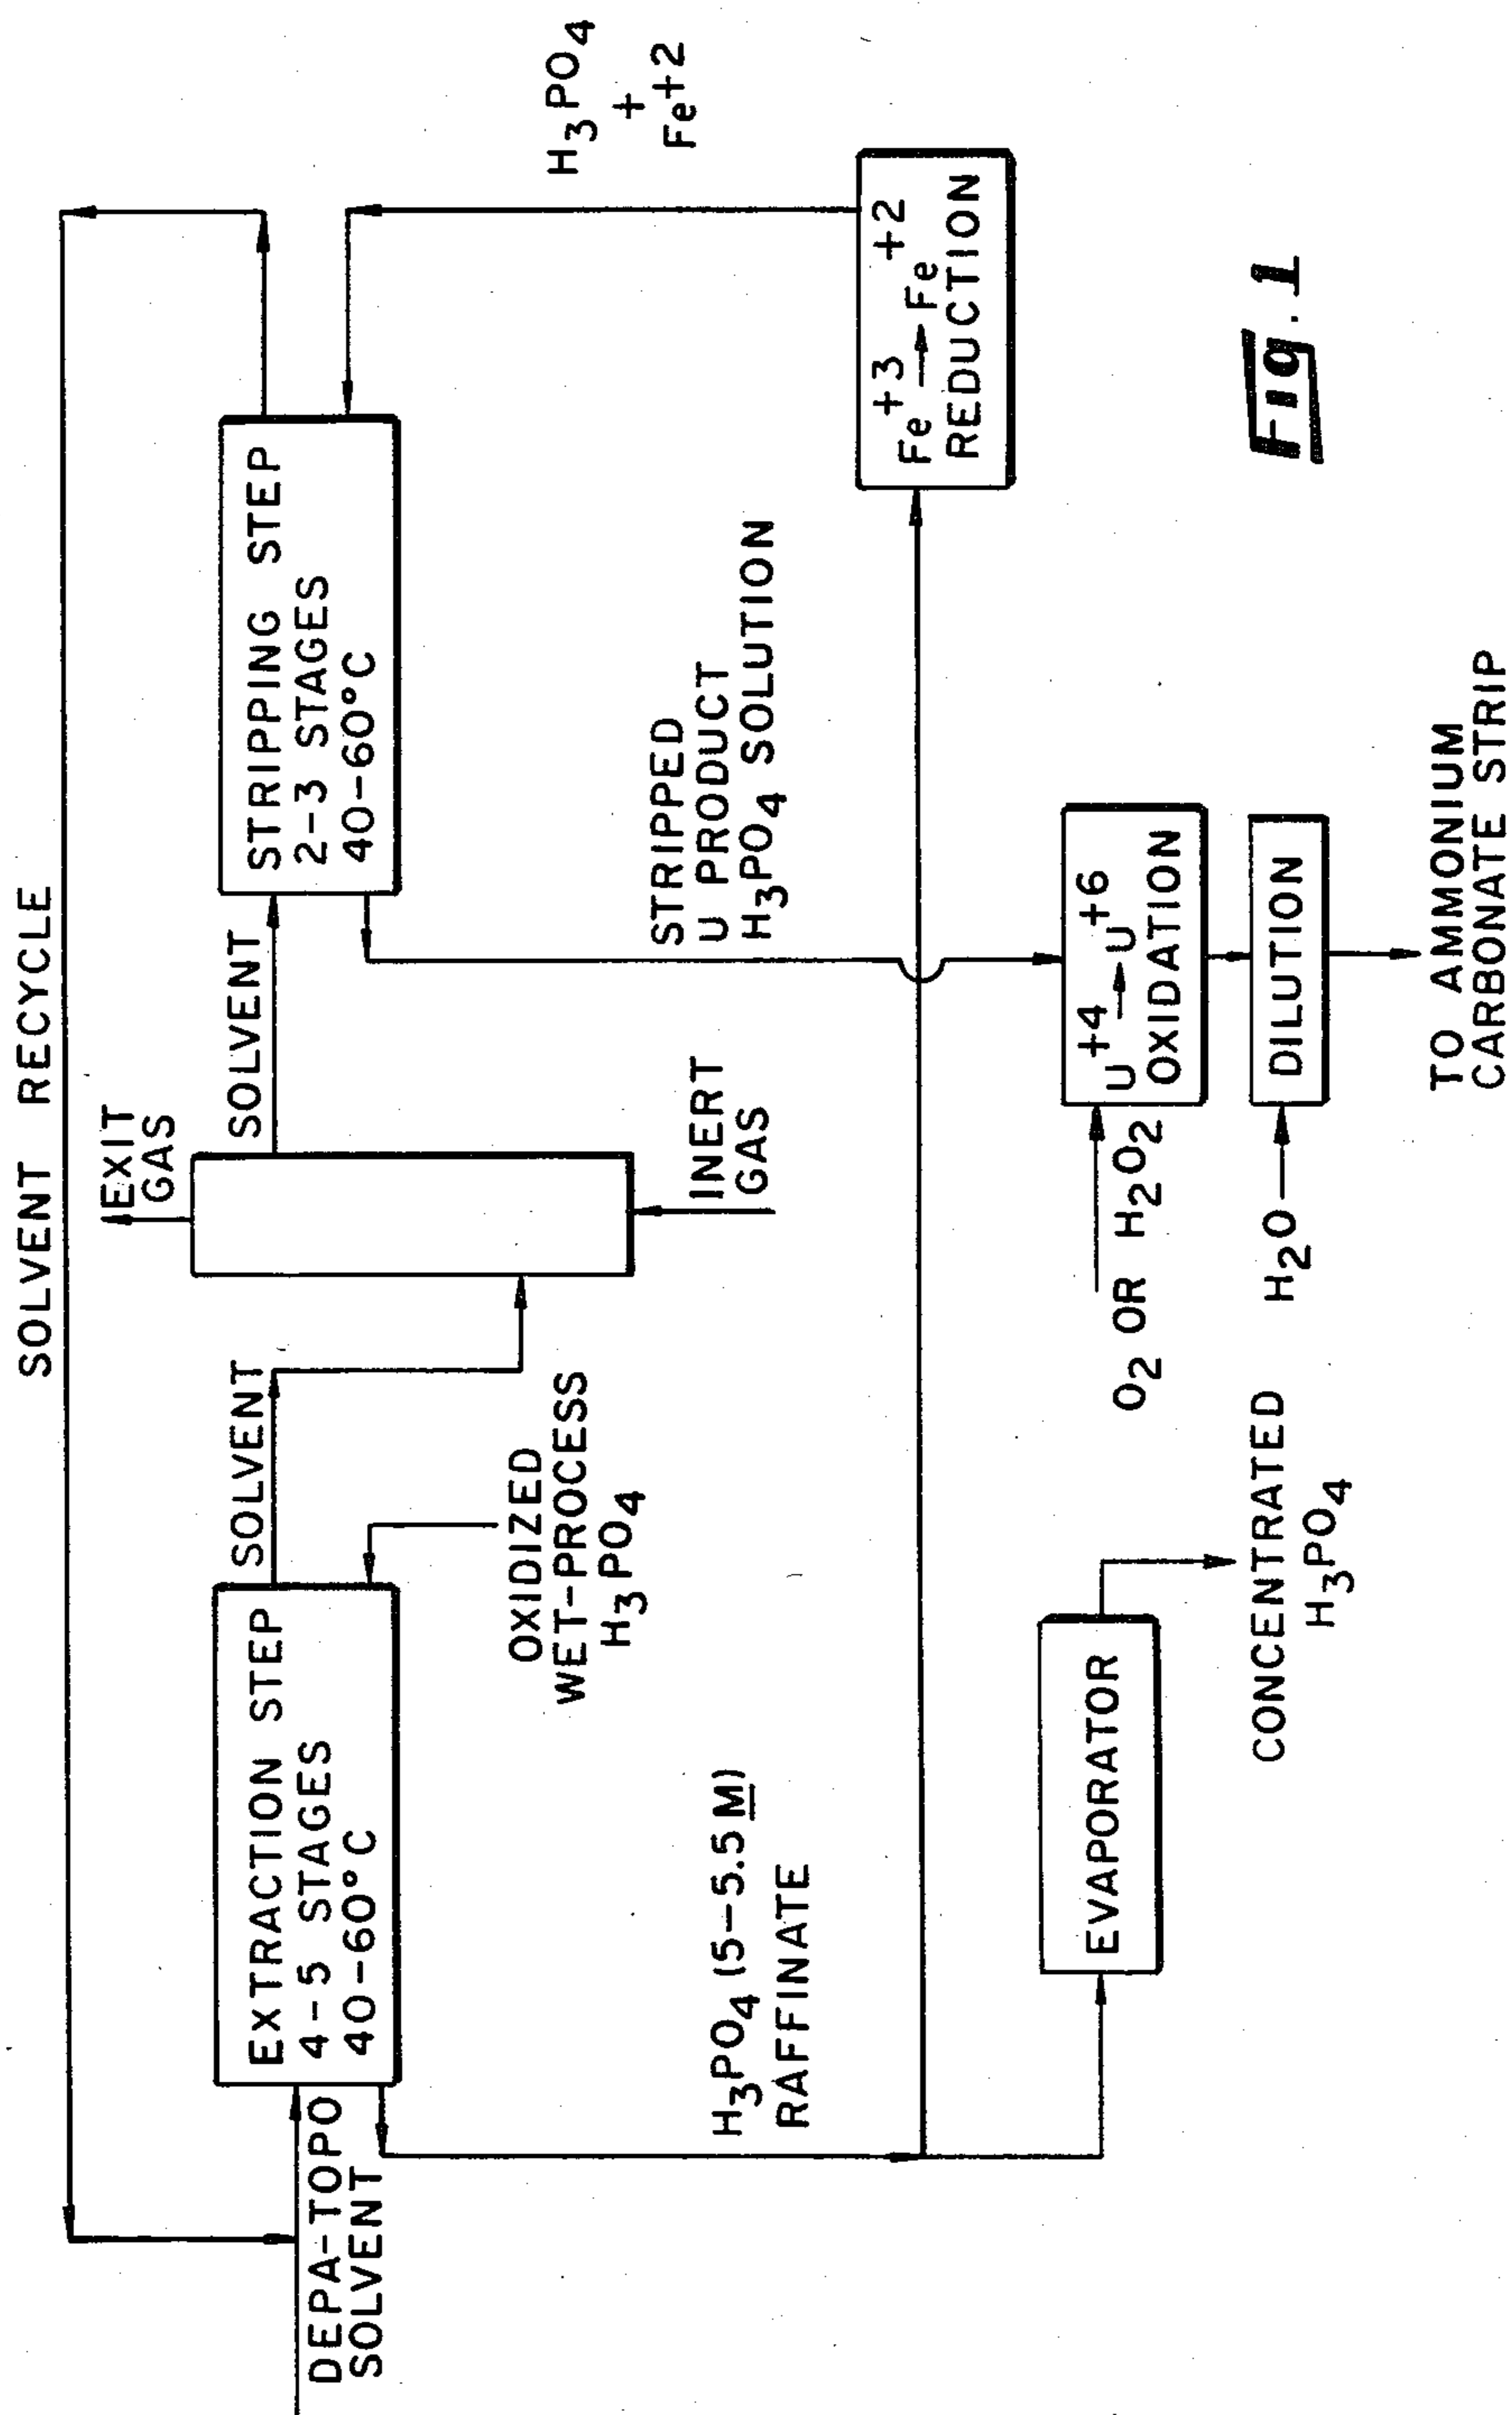 SOLVENT RECYCLE
EXIT
GAS
DEPA-TOPO
SOLVENT
EXTRACTION STEP
4-5 STAGES
40-60°C
SOLVENT
SOLVENT
STRIPPING STEP
2-3 STAGES
40-60°C
OXIDIZED
WET-PROCESS
H₃PO₄
INERT
GAS
STRIPPED
U PRODUCT
H₃PO₄ SOLUTION
H₃PO₄
+
Fe+2
H₃PO₄ (5-5.5 M)
RAFFINATE
Fe+3 → Fe+2
REDUCTION
EVAPORATOR
CONCENTRATED
H₃PO₄
O₂ OR H₂O₂
U+4 → U+6
OXIDATION
H₂O
DILUTION
TO AMMONIUM
CARBONATE STRIP
Fig. 1